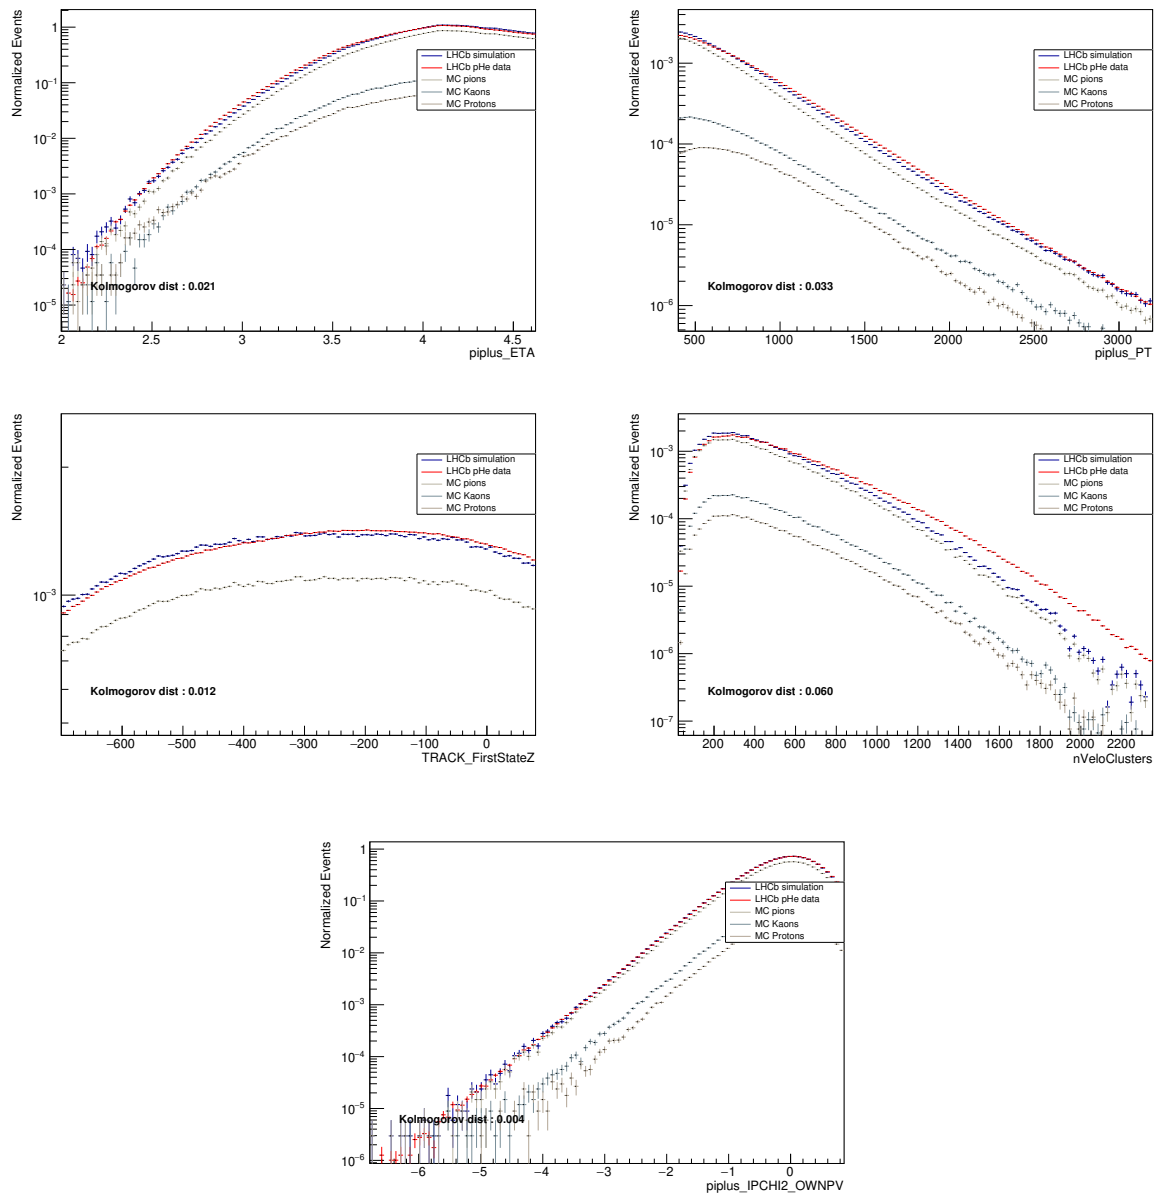 Normalized Events
1
10⁻¹
10⁻²
10⁻³
10⁻⁴
10⁻⁵
LHCb simulation
LHCb pHe data
MC pions
MC Kaons
MC Protons
Kolmogorov dist : 0.021
2 2.5 3 3.5 4 4.5
piplus_ETA
Normalized Events
10⁻³
10⁻⁴
10⁻⁵
10⁻⁶
LHCb simulation
LHCb pHe data
MC pions
MC Kaons
MC Protons
Kolmogorov dist : 0.033
500 1000 1500 2000 2500 3000
piplus_PT
Normalized Events
10⁻³
LHCb simulation
LHCb pHe data
MC pions
MC Kaons
MC Protons
Kolmogorov dist : 0.012
−600 −500 −400 −300 −200 −100 0
TRACK_FirstStateZ
Normalized Events
10⁻³
10⁻⁴
10⁻⁵
10⁻⁶
10⁻⁷
LHCb simulation
LHCb pHe data
MC pions
MC Kaons
MC Protons
Kolmogorov dist : 0.060
200 400 600 800 1000 1200 1400 1600 1800 2000 2200
nVeloClusters
Normalized Events
1
10⁻¹
10⁻²
10⁻³
10⁻⁴
10⁻⁵
10⁻⁶
LHCb simulation
LHCb pHe data
MC pions
MC Kaons
MC Protons
Kolmogorov dist : 0.004
−6 −5 −4 −3 −2 −1 0
piplus_IPCHI2_OWNPV